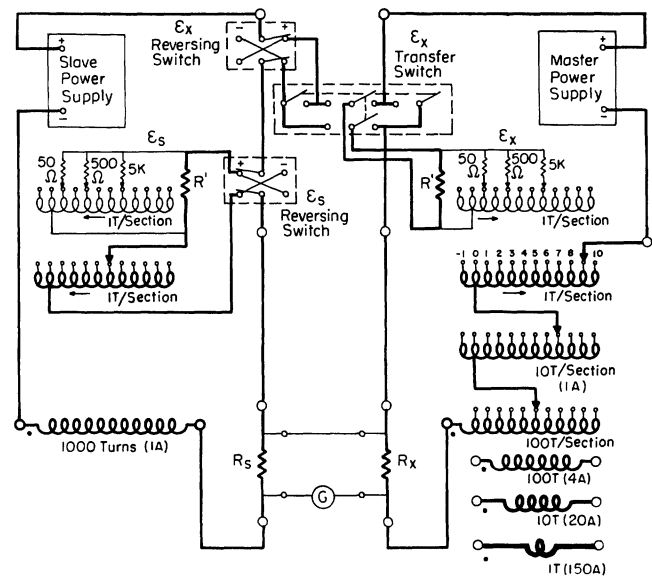 Ɛx
Reversing
Switch
- +
Slave
Power
Supply
+
-
Ɛx
Transfer
Switch
Master
Power
Supply
+
-
Ɛs
50
Ω
500
Ω
5K
R'
1T/Section
1T/Section
+ -
Ɛs
Reversing
Switch
Ɛx
50
Ω
500
Ω
5K
R'
1T/Section
-1 0 1 2 3 4 5 6 7 8 10
1T/Section
10T/Section
(1A)
100T/Section
1000 Turns (1A)
Rs
Rx
G
100T (4A)
10T (20A)
1T (150A)